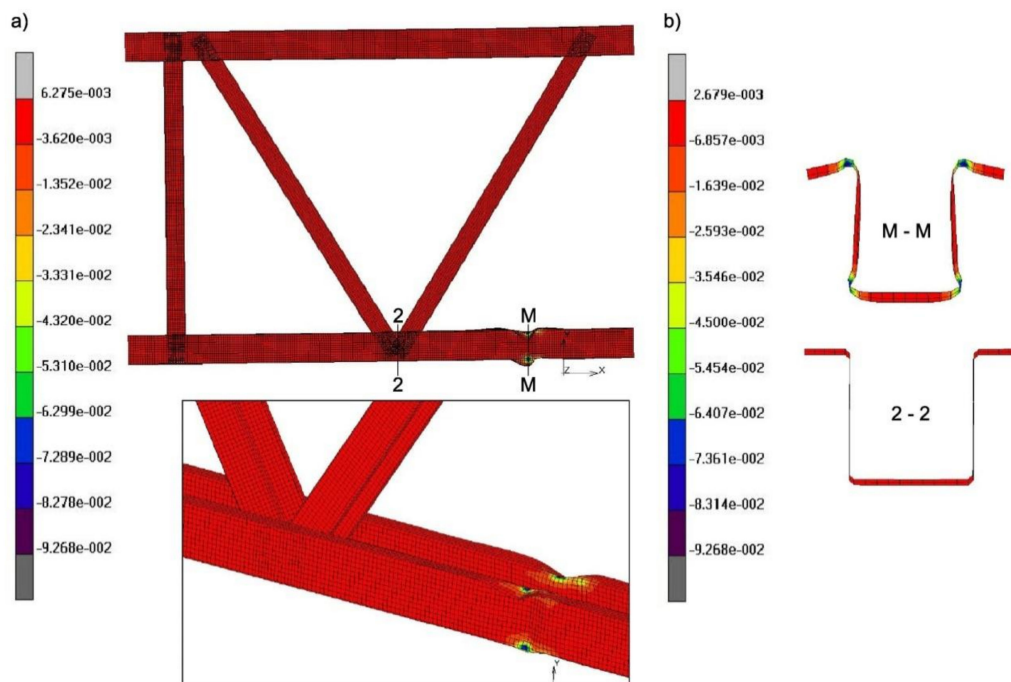 a)
6.275e-003
-3.620e-003
-1.352e-002
-2.341e-002
-3.331e-002
-4.320e-002
-5.310e-002
-6.299e-002
-7.289e-002
-8.278e-002
-9.268e-002
2
M
2
M
Y
Z
X
Y
b)
2.679e-003
-6.857e-003
-1.639e-002
-2.593e-002
-3.546e-002
-4.500e-002
-5.454e-002
-6.407e-002
-7.361e-002
-8.314e-002
-9.268e-002
M - M
2 - 2